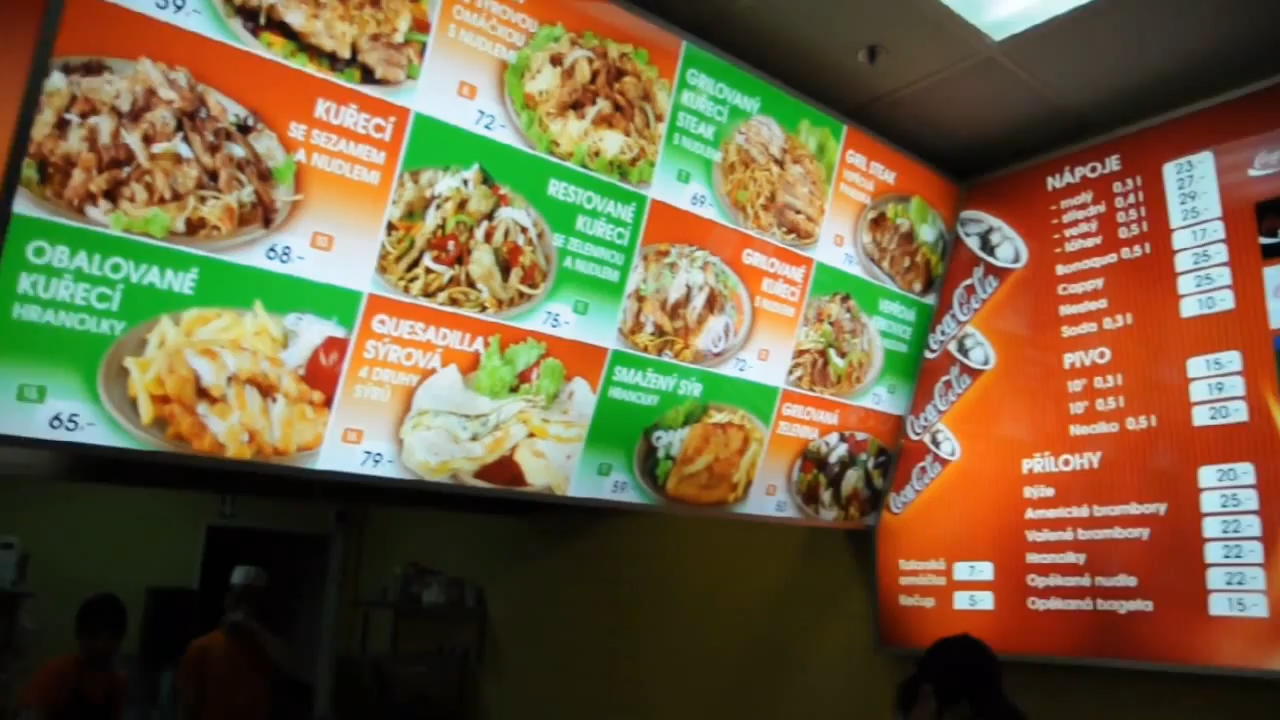 59.-
SÝROVOU
OMÁČKOU
S NUDLEMI
72.-
GRILOVANÝ
KUŘECÍ
STEAK
S NUDLEMI
69.-
GRIL STEAK
KUŘECÍ
SE SEZAMEM
A NUDLEMI
68.-
RESTOVANÉ
KUŘECÍ
SE ZELENINOU
A NUDLEMI
75.-
GRILOVANÉ
KUŘECÍ
S NUDLEMI
72.-
OBALOVANÉ
KUŘECÍ
HRANOLKY
65.-
QUESADILLA
SÝROVÁ
4 DRUHY
SÝRŮ
79.-
SMAŽENÝ SÝR
HRANOLKY
59.-
GRILOVANÁ
ZELENINA
Coca-Cola
Coca-Cola
Coca-Cola
NÁPOJE
- malý 0,3 l 23.-
- střední 0,4 l 27.-
- velký 0,5 l 29.-
- láhev 0,5 l 25.-
Bonaqua 0,5 l 17.-
Cappy 25.-
Nestea 25.-
Soda 0,3 l 10.-
PIVO
10° 0,3 l 15.-
10° 0,5 l 19.-
Nealko 0,5 l 20.-
PŘÍLOHY
Rýže 20.-
Americké brambory 25.-
Vařené brambory 22.-
Hranolky 22.-
Opékané nudle 22.-
Opékaná bageta 15.-
Tatarská
omáčka 7.-
Kečup 5.-